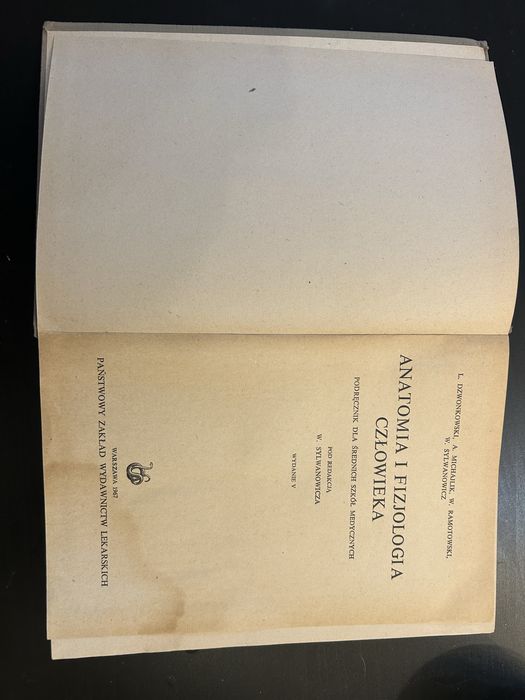 L. DZWONKOWSKI, A. MICHAJLIK, W. RAMOTOWSKI,
W. SYLWANOWICZ
ANATOMIA I FIZJOLOGIA
CZŁOWIEKA
PODRĘCZNIK DLA ŚREDNICH SZKÓŁ MEDYCZNYCH
POD REDAKCJĄ
W. SYLWANOWICZA
WYDANIE V
WARSZAWA 1967
PAŃSTWOWY ZAKŁAD WYDAWNICTW LEKARSKICH